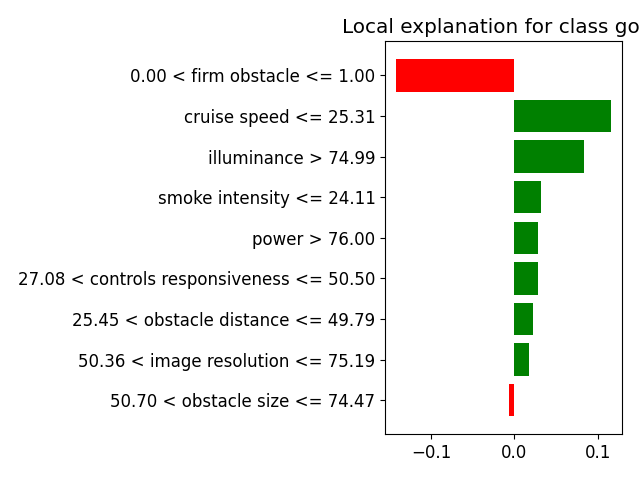 Local explanation for class go
0.00 < firm obstacle <= 1.00
cruise speed <= 25.31
illuminance > 74.99
smoke intensity <= 24.11
power > 76.00
27.08 < controls responsiveness <= 50.50
25.45 < obstacle distance <= 49.79
50.36 < image resolution <= 75.19
50.70 < obstacle size <= 74.47
−0.1 0.0 0.1